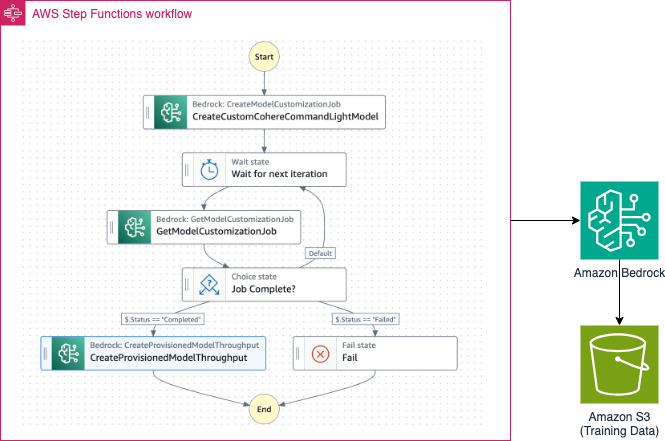 AWS Step Functions workflow
Start
Bedrock: CreateModelCustomizationJob
CreateCustomCohereCommandLightModel
Wait state
Wait for next iteration
Bedrock: GetModelCustomizationJob
GetModelCustomizationJob
Default
Choice state
Job Complete?
$.Status == "Completed"
$.Status == "Failed"
Bedrock: CreateProvisionedModelThroughput
CreateProvisionedModelThroughput
Fail state
Fail
End
Amazon Bedrock
Amazon S3
(Training Data)